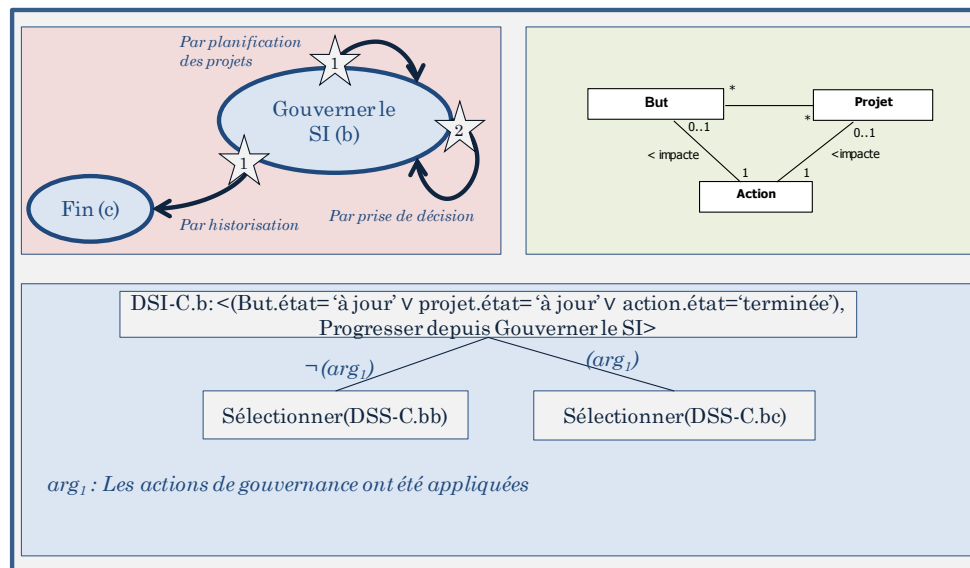 Par planification
des projets
1
Gouverner le
SI (b)
2
1
Fin (c)
Par historisation
Par prise de décision
But
*
Projet
*
0..1
0..1
< impacte
<impacte
1
1
Action
DSI-C.b: <(But.état= ‘à jour’ ∨ projet.état= ‘à jour’ ∨ action.état=‘terminée’),
Progresser depuis Gouverner le SI>
¬ (arg₁)
(arg₁)
Sélectionner(DSS-C.bb)
Sélectionner(DSS-C.bc)
arg₁ : Les actions de gouvernance ont été appliquées